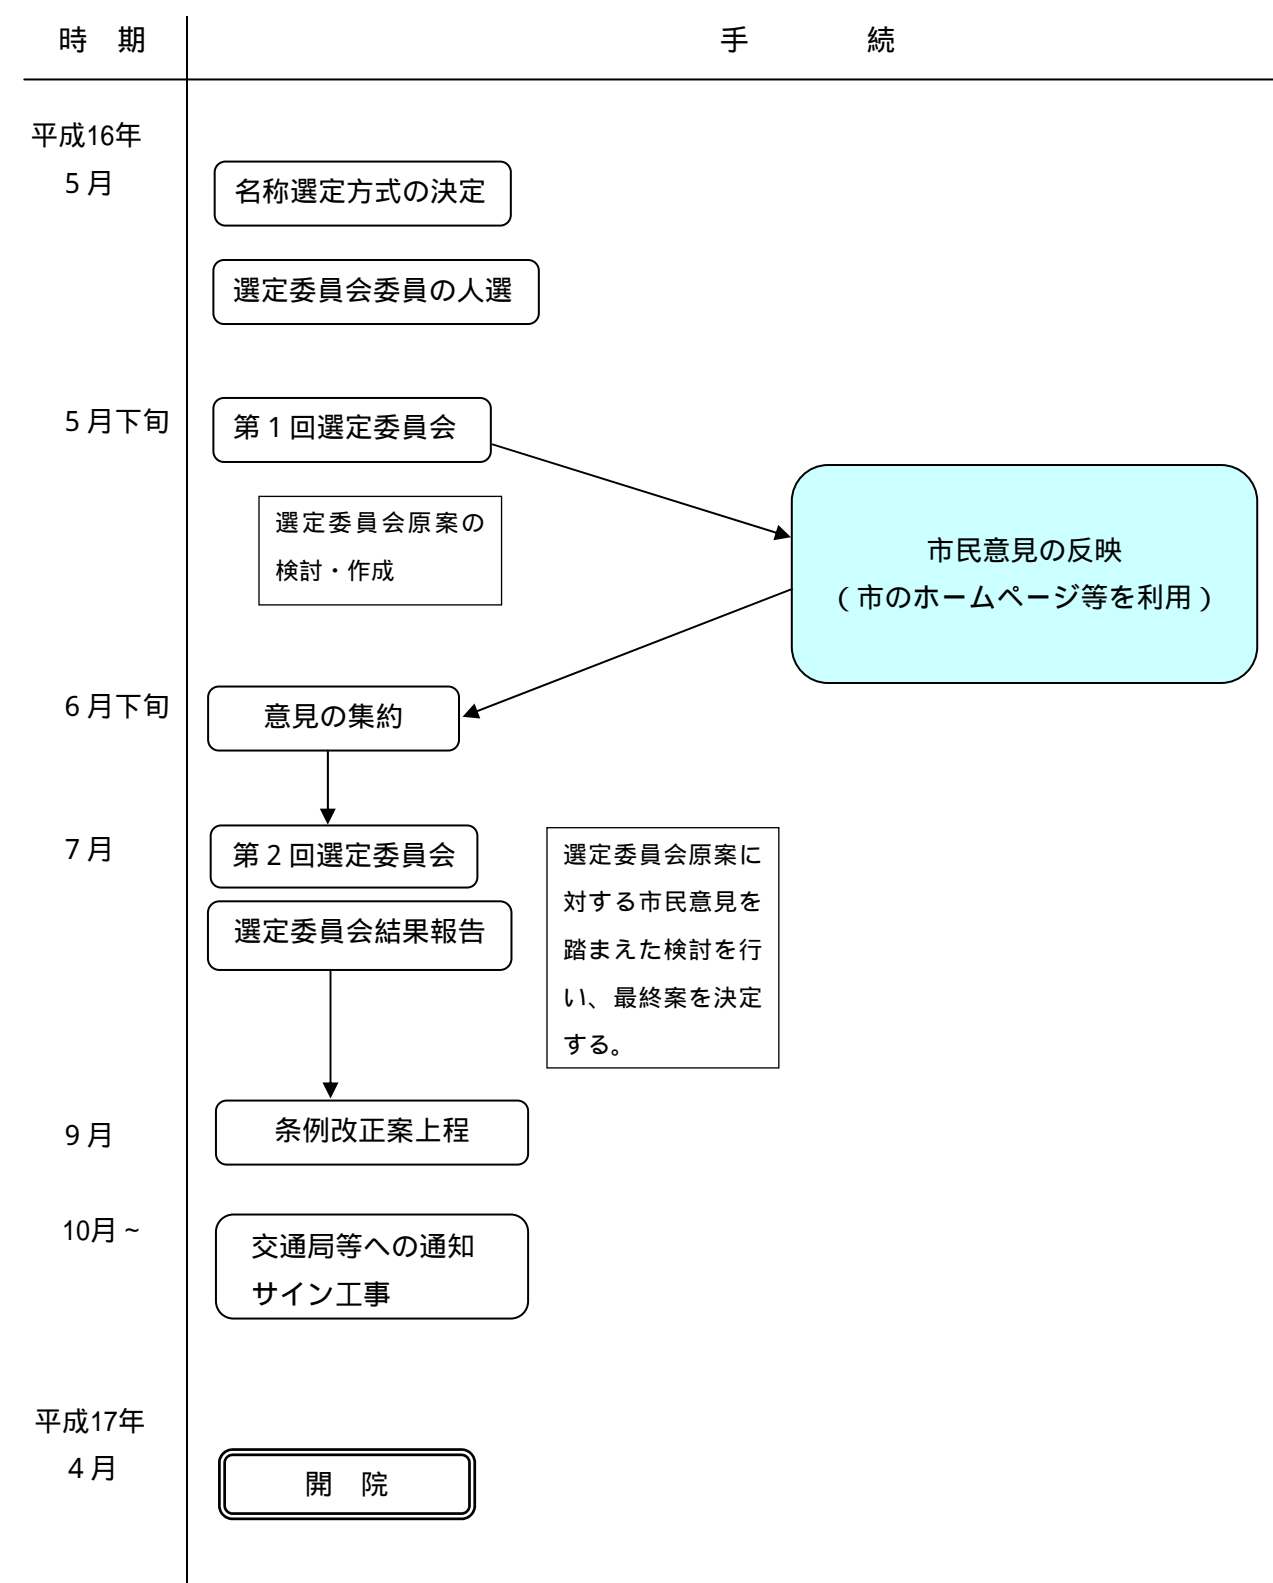 時　期　手　続
平成16年
5月
名称選定方式の決定
選定委員会委員の人選
5月下旬
第1回選定委員会
選定委員会原案の
検討・作成
市民意見の反映
(市のホームページ等を利用)
6月下旬
意見の集約
7月
第2回選定委員会
選定委員会結果報告
選定委員会原案に
対する市民意見を
踏まえた検討を行
い、最終案を決定
する。
9月
条例改正案上程
10月~
交通局等への通知
サイン工事
平成17年
4月
開　院